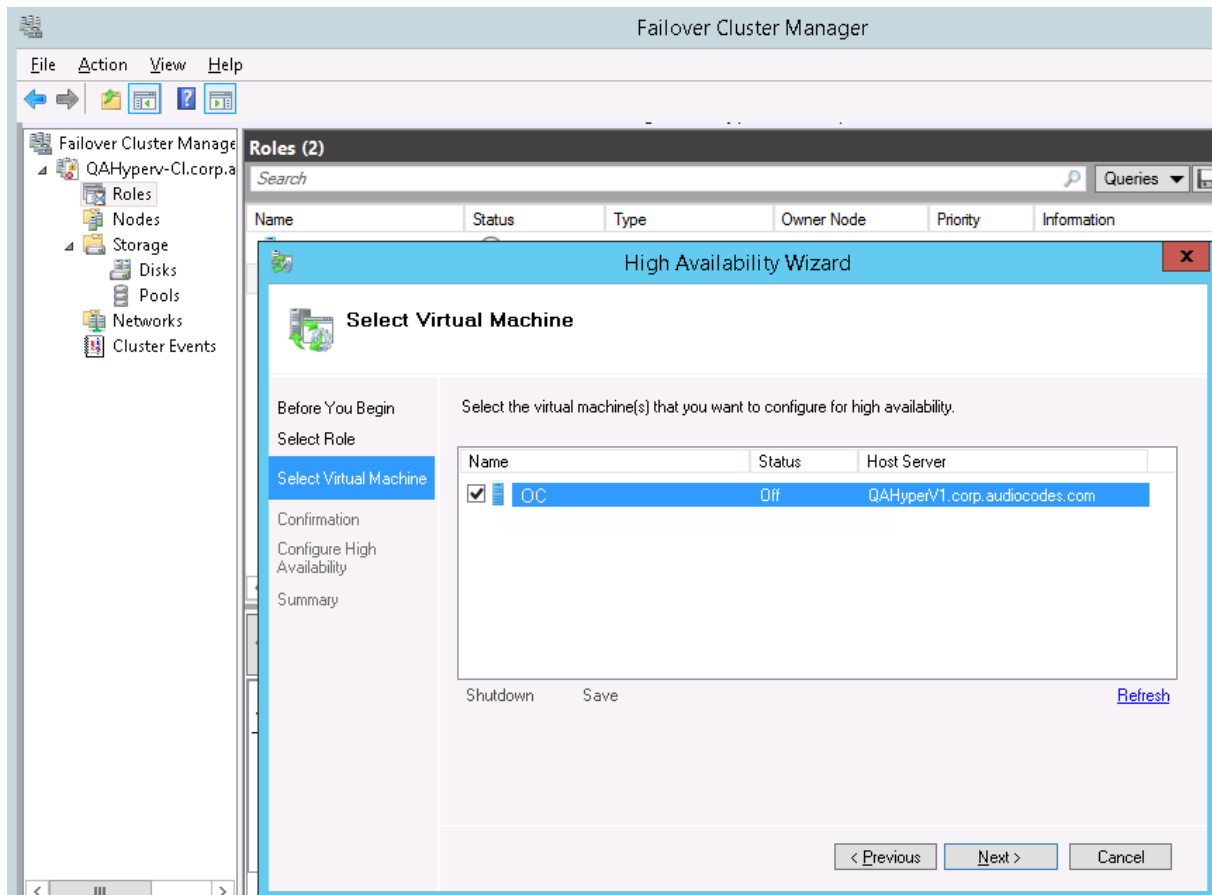 Failover Cluster Manager
File Action View Help
Failover Cluster Manage
QAHyperv-Cl.corp.a
Roles
Nodes
Storage
Disks
Pools
Networks
Cluster Events
Roles (2)
Search
Queries
Name Status Type Owner Node Priority Information
High Availability Wizard
x
Select Virtual Machine
Before You Begin
Select Role
Select Virtual Machine
Confirmation
Configure High
Availability
Summary
Select the virtual machine(s) that you want to configure for high availability.
Name Status Host Server
OC Off QAHyperV1.corp.audiocodes.com
Shutdown Save Refresh
< Previous Next > Cancel